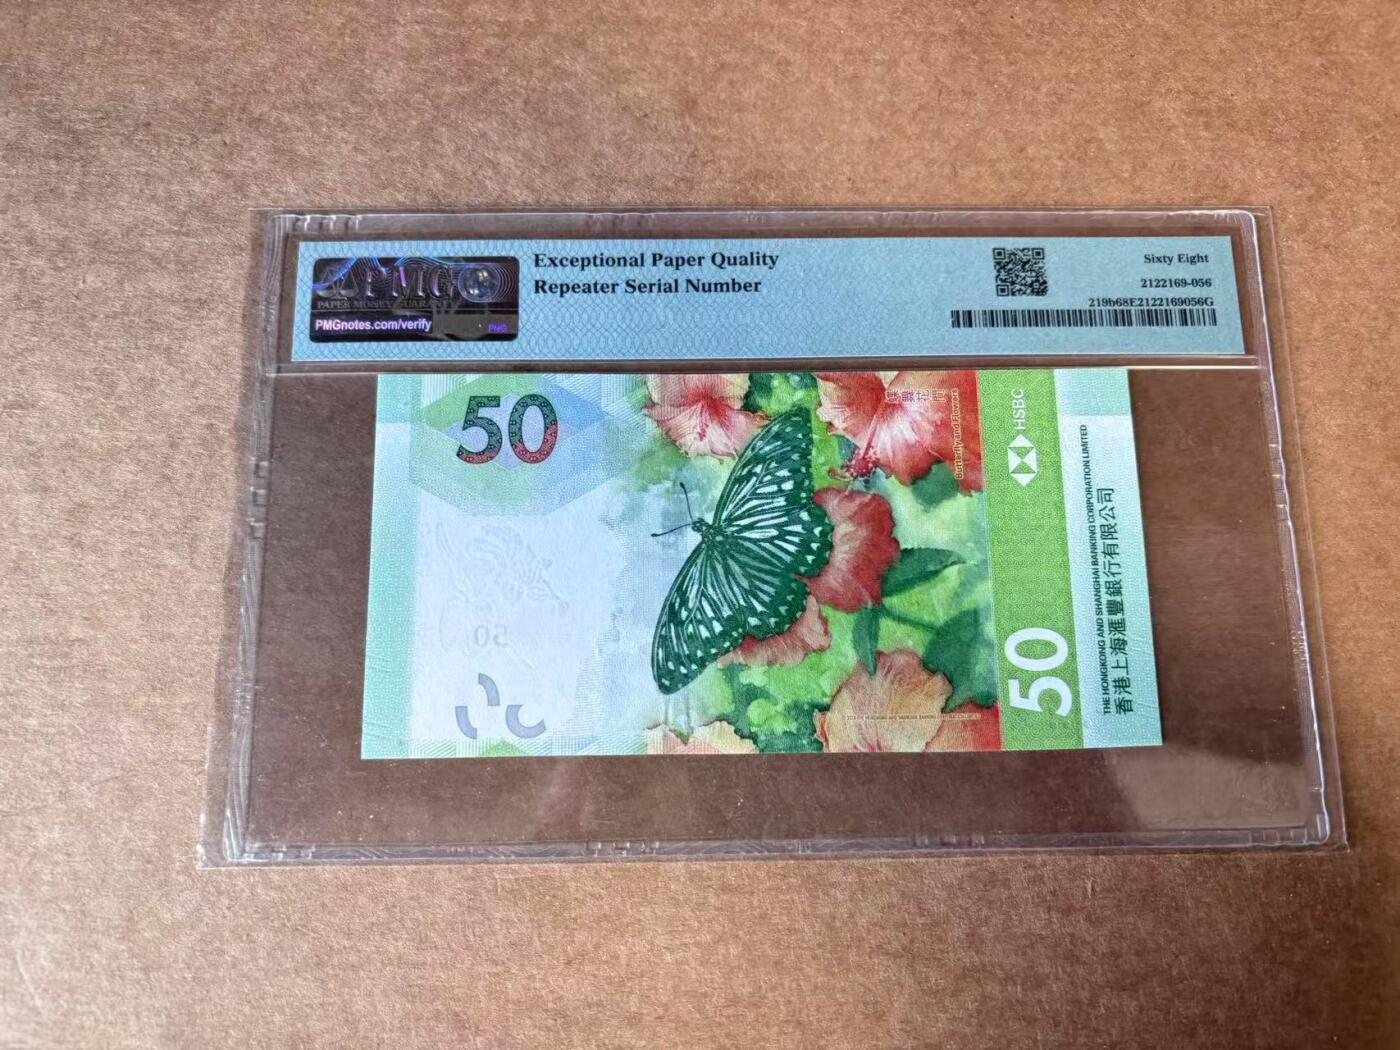 PMG
PAPER MONEY GUARANTY
PMGnotes.com/verify
PMG
Exceptional Paper Quality
Repeater Serial Number
Sixty Eight
2122169-056
219b68E2122169056G
50
Butterfly and Flowers
HSBC
50
50
THE HONGKONG AND SHANGHAI BANKING CORPORATION LIMITED
香港上海滙豐銀行有限公司